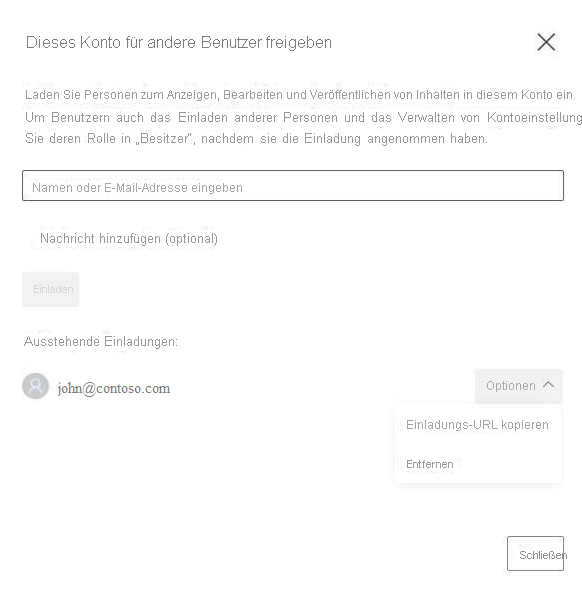 Dieses Konto für andere Benutzer freigeben
Laden Sie Personen zum Anzeigen, Bearbeiten und Veröffentlichen von Inhalten in diesem Konto ein.
Um Benutzern auch das Einladen anderer Personen und das Verwalten von Kontoeinstellung
Sie deren Rolle in „Besitzer“, nachdem sie die Einladung angenommen haben.
Namen oder E-Mail-Adresse eingeben
Nachricht hinzufügen (optional)
Einladen
Ausstehende Einladungen:
john@contoso.com
Optionen
Einladungs-URL kopieren
Entfernen
Schließen